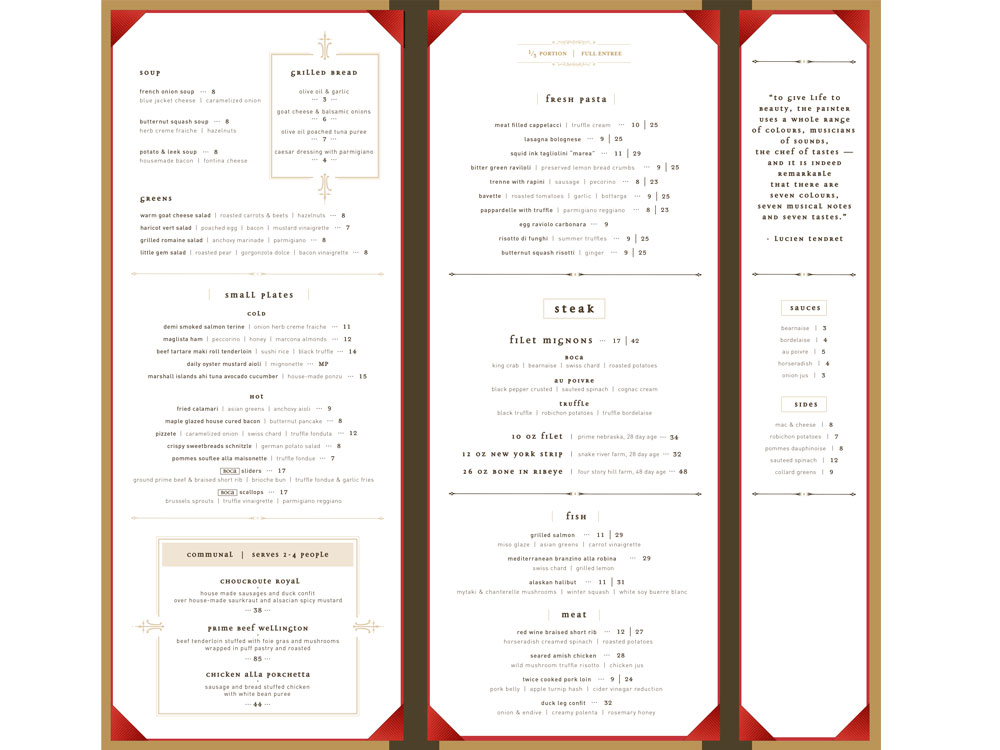 soup
french onion soup ··· 8
blue jacket cheese | caramelized onion
butternut squash soup ··· 8
herb creme fraiche | hazelnuts
potato & leek soup ··· 8
housemade bacon | fontina cheese
grilled bread
olive oil & garlic
··· 3 ···
goat cheese & balsamic onions
··· 6 ···
olive oil poached tuna puree
··· 7 ···
caesar dressing with parmigiano
··· 4 ···
greens
warm goat cheese salad | roasted carrots & beets | hazelnuts ··· 8
haricot vert salad | poached egg | bacon | mustard vinaigrette ··· 7
grilled romaine salad | anchovy marinade | parmigiano ··· 8
little gem salad | roasted pear | gorgonzola dolce | bacon vinaigrette ··· 8
small plates
cold
demi smoked salmon terine | onion herb creme fraiche ··· 11
maglista ham | peccorino | honey | marcona almonds ··· 12
beef tartare maki roll tenderloin | sushi rice | black truffle ··· 14
daily oyster mustard aioli | mignonette ··· MP
marshall islands ahi tuna avocado cucumber | house-made ponzu ··· 15
hot
fried calamari | asian greens | anchovy aioli ··· 9
maple glazed house cured bacon | butternut pancake ··· 8
pizzete | caramelized onion | swiss chard | truffle fonduta ··· 12
crispy sweetbreads schnitzle | german potato salad ··· 8
pommes souflee alla maisonette | truffle fondue ··· 7
boca sliders ··· 17
ground prime beef & braised short rib | brioche bun | truffle fondue & garlic fries
boca scallops ··· 17
brussels sprouts | truffle vinaigrette | parmigiano reggiano
communal | serves 2-4 people
choucroute royal
house made sausages and duck confit
over house-made saurkraut and alsacian spicy mustard
··· 38 ···
prime beef wellington
beef tenderloin stuffed with foie gras and mushrooms
wrapped in puff pastry and roasted
··· 85 ···
chicken alla porchetta
sausage and bread stuffed chicken
with white bean puree
··· 44 ···
1/2 portion | full entree
fresh pasta
meat filled cappelacci | truffle cream ··· 10 | 25
lasagna bolognese ··· 9 | 25
squid ink tagliolini "marea" ··· 11 | 29
bitter green ravioli | preserved lemon bread crumbs ··· 9 | 25
trenne with rapini | sausage | pecorino ··· 8 | 23
bavette | roasted tomatoes | garlic | bottarga ··· 9 | 25
pappardelle with truffle | parmigiano reggiano ··· 8 | 23
egg raviolo carbonara ··· 9
risotto di funghi | summer truffles ··· 9 | 25
butternut squash risotti | ginger ··· 9 | 25
steak
filet mignons ··· 17 | 42
boca
king crab | bearnaise | swiss chard | roasted potatoes
au poivre
black pepper crusted | sauteed spinach | cognac cream
truffle
black truffle | robichon potatoes | truffle bordelaise
10 oz filet | prime nebraska, 28 day age ··· 34
12 oz new york strip | snake river farm, 28 day age ··· 32
26 oz bone in ribeye | four story hill farm, 48 day age ··· 48
fish
grilled salmon ··· 11 | 29
miso glaze | asian greens | carrot vinaigrette
mediterranean branzino alla robina ··· 29
swiss chard | grilled lemon
alaskan halibut ··· 11 | 31
mytaki & chanterelle mushrooms | winter squash | white soy buerre blanc
meat
red wine braised short rib ··· 12 | 27
horseradish creamed spinach | roasted potatoes
seared amish chicken ··· 28
wild mushroom truffle risotto | chicken jus
twice cooked pork loin ··· 9 | 24
pork belly | apple turnip hash | cider vinegar reduction
duck leg confit ··· 32
onion & endive | creamy polenta | rosemary honey
"to give life to
beauty, the painter
uses a whole range
of colours, musicians
of sounds,
the chef of tastes —
and it is indeed
remarkable
that there are
seven colours,
seven musical notes
and seven tastes."
- Lucien tendret
sauces
bearnaise | 3
bordelaise | 4
au poivre | 5
horseradish | 4
onion jus | 3
sides
mac & cheese | 8
robichon potatoes | 7
pommes dauphinoise | 8
sauteed spinach | 12
collard greens | 9